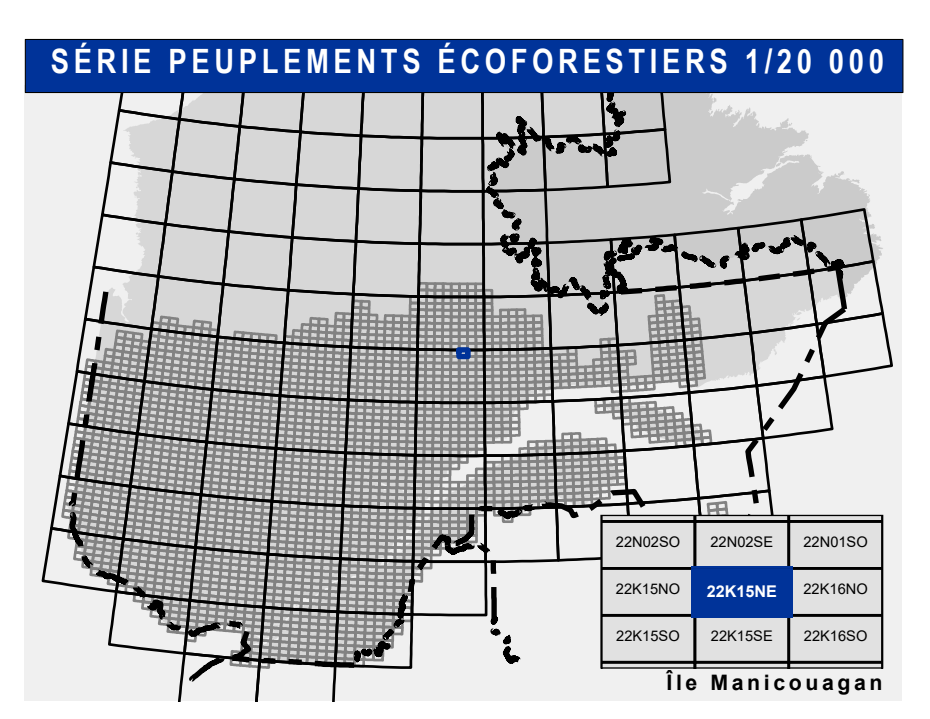 SÉRIE PEUPLEMENTS ÉCOFORESTIERS 1/20 000
22N02SO 22N02SE 22N01SO
22K15NO 22K15NE 22K16NO
22K15SO 22K15SE 22K16SO
Île Manicouagan